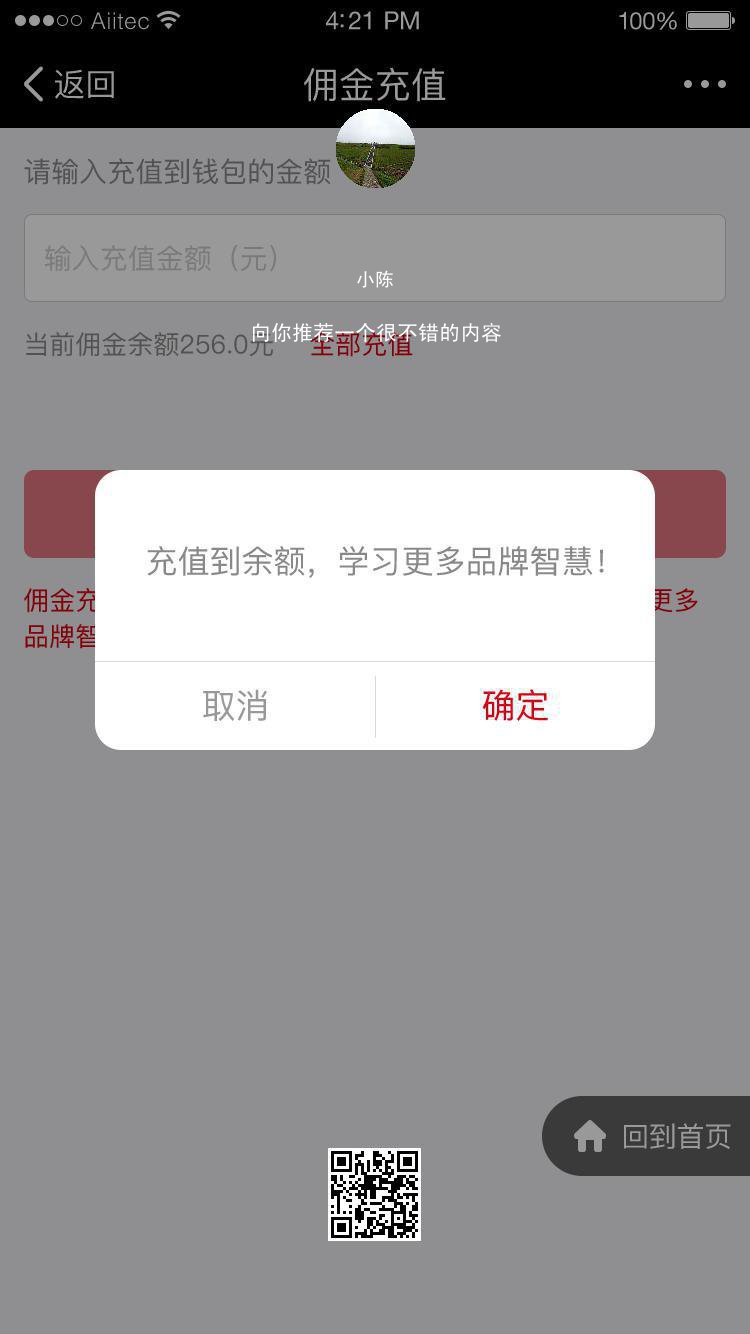 Aiitec
4:21 PM
100%
返回
佣金充值
请输入充值到钱包的金额
输入充值金额（元）
小陈
向你推荐一个很不错的内容
当前佣金余额256.0元
全部充值
充值到余额，学习更多品牌智慧！
佣金充
更多
品牌智
取消
确定
回到首页